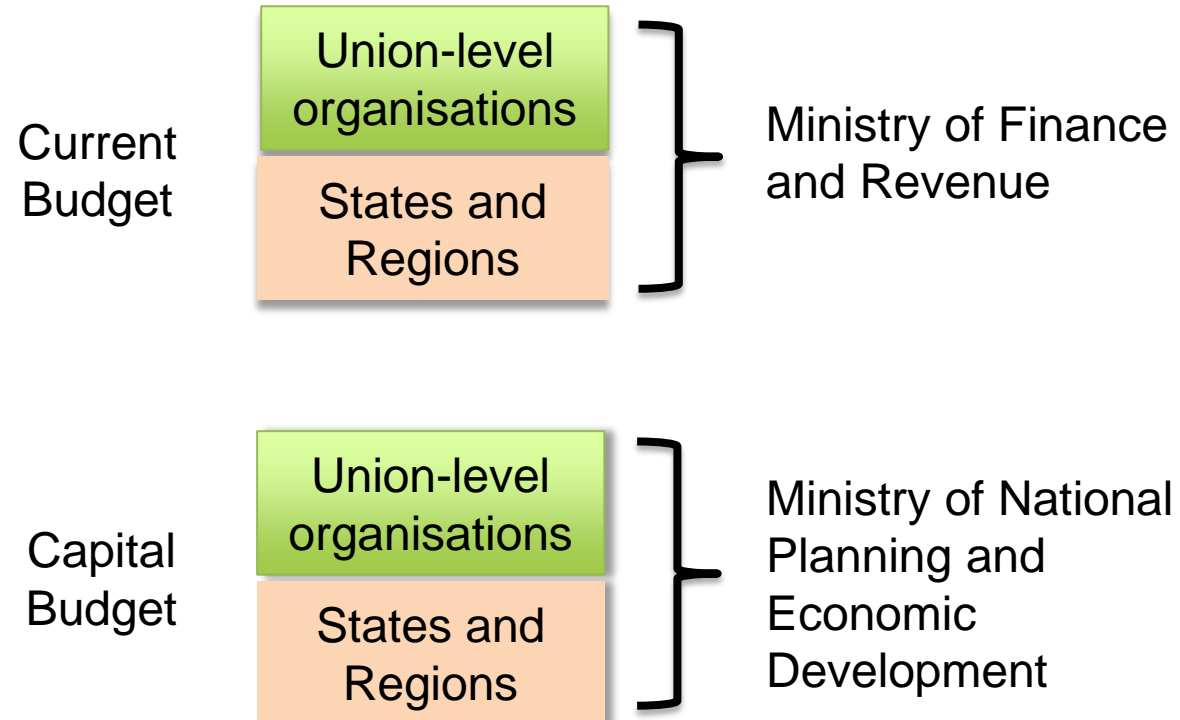 Current
Budget
Union-level
organisations
States and
Regions
Ministry of Finance
and Revenue
Capital
Budget
Union-level
organisations
States and
Regions
Ministry of National
Planning and
Economic
Development